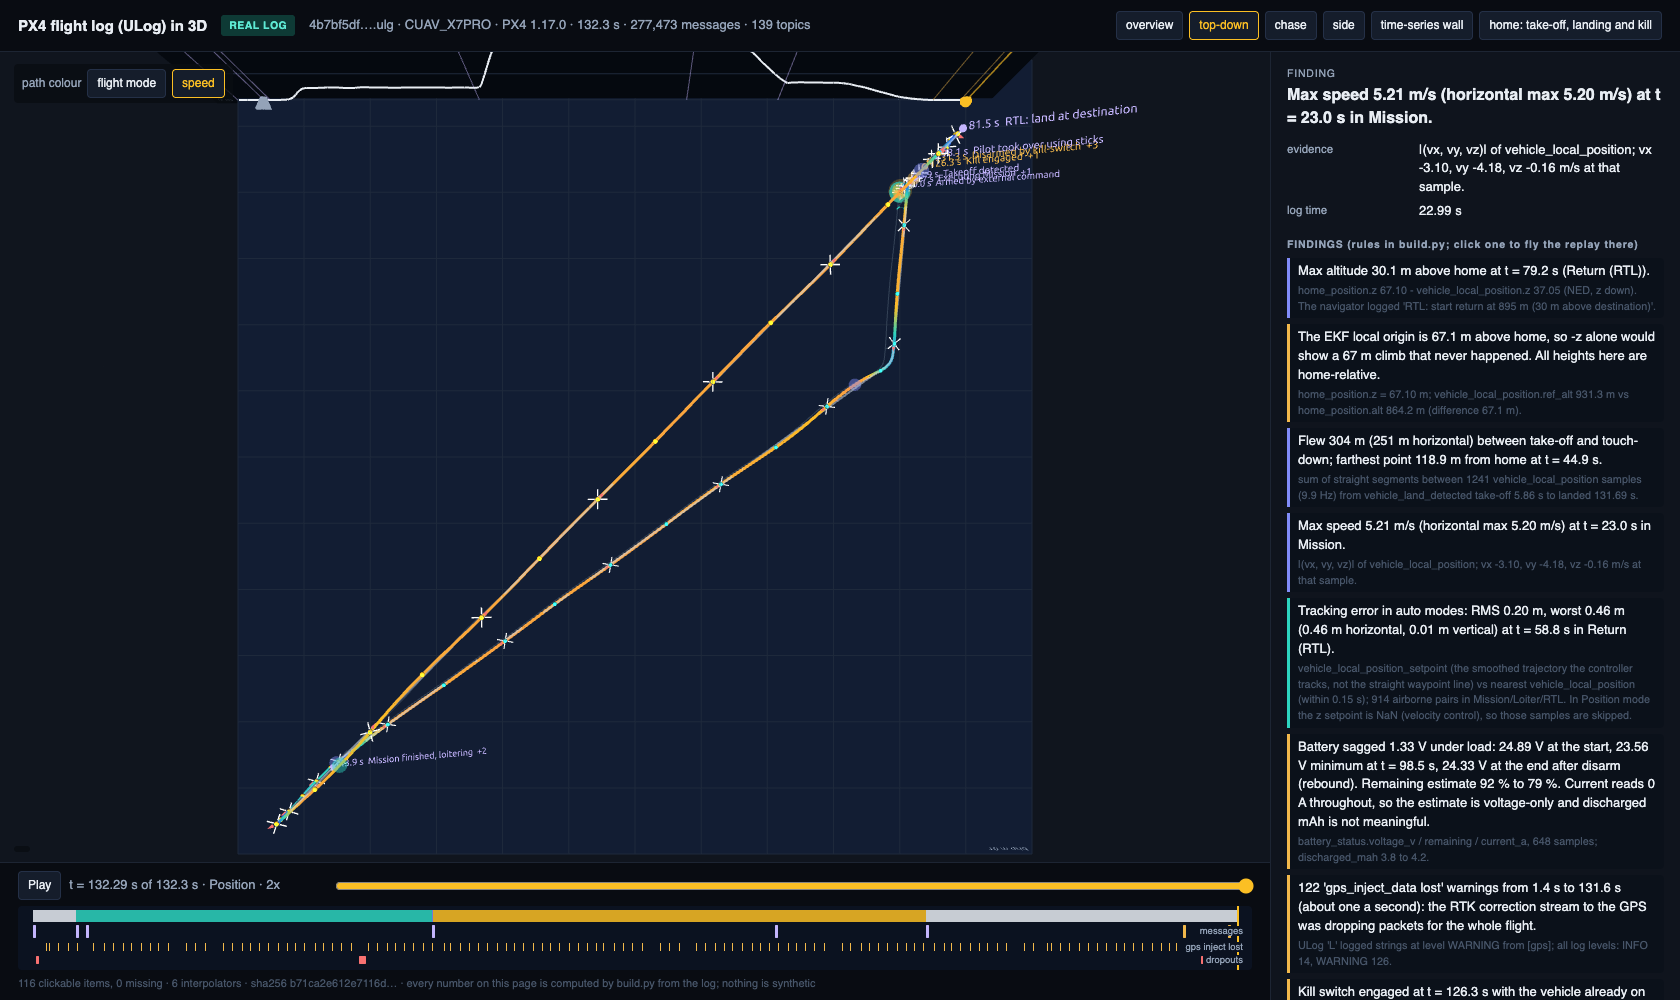 PX4 flight log (ULog) in 3D
REAL LOG
4b7bf5df….ulg · CUAV_X7PRO · PX4 1.17.0 · 132.3 s · 277,473 messages · 139 topics
overview
top-down
chase
side
time-series wall
home: take-off, landing and kill
path colour
flight mode
speed
81.5 s RTL: land at destination
Pilot took over using sticks
Disarmed by kill-switch +3
Kill engaged +1
Takeoff detected
Armed by external command
Mission finished, loitering +2
FINDING
Max speed 5.21 m/s (horizontal max 5.20 m/s) at t
= 23.0 s in Mission.
evidence
|(vx, vy, vz)| of vehicle_local_position; vx
-3.10, vy -4.18, vz -0.16 m/s at that
sample.
log time
22.99 s
FINDINGS (rules in build.py; click one to fly the replay there)
Max altitude 30.1 m above home at t = 79.2 s (Return (RTL)).
home_position.z 67.10 - vehicle_local_position.z 37.05 (NED, z down).
The navigator logged 'RTL: start return at 895 m (30 m above destination)'.
The EKF local origin is 67.1 m above home, so -z alone would
show a 67 m climb that never happened. All heights here are
home-relative.
home_position.z = 67.10 m; vehicle_local_position.ref_alt 931.3 m vs
home_position.alt 864.2 m (difference 67.1 m).
Flew 304 m (251 m horizontal) between take-off and touch-
down; farthest point 118.9 m from home at t = 44.9 s.
sum of straight segments between 1241 vehicle_local_position samples
(9.9 Hz) from vehicle_land_detected take-off 5.86 s to landed 131.69 s.
Max speed 5.21 m/s (horizontal max 5.20 m/s) at t = 23.0 s in
Mission.
|(vx, vy, vz)| of vehicle_local_position; vx -3.10, vy -4.18, vz -0.16 m/s at
that sample.
Tracking error in auto modes: RMS 0.20 m, worst 0.46 m
(0.46 m horizontal, 0.01 m vertical) at t = 58.8 s in Return
(RTL).
vehicle_local_position_setpoint (the smoothed trajectory the controller
tracks, not the straight waypoint line) vs nearest vehicle_local_position
(within 0.15 s); 914 airborne pairs in Mission/Loiter/RTL. In Position mode
the z setpoint is NaN (velocity control), so those samples are skipped.
Battery sagged 1.33 V under load: 24.89 V at the start, 23.56
V minimum at t = 98.5 s, 24.33 V at the end after disarm
(rebound). Remaining estimate 92 % to 79 %. Current reads 0
A throughout, so the estimate is voltage-only and discharged
mAh is not meaningful.
battery_status.voltage_v / remaining / current_a, 648 samples;
discharged_mah 3.8 to 4.2.
122 'gps_inject_data lost' warnings from 1.4 s to 131.6 s
(about one a second): the RTK correction stream to the GPS
was dropping packets for the whole flight.
ULog 'L' logged strings at level WARNING from [gps]; all log levels: INFO
14, WARNING 126.
Kill switch engaged at t = 126.3 s with the vehicle already on
Play
t = 132.29 s of 132.3 s · Position · 2x
messages
gps inject lost
dropouts
116 clickable items, 0 missing · 6 interpolators · sha256 b71ca2e612e7116d… · every number on this page is computed by build.py from the log; nothing is synthetic